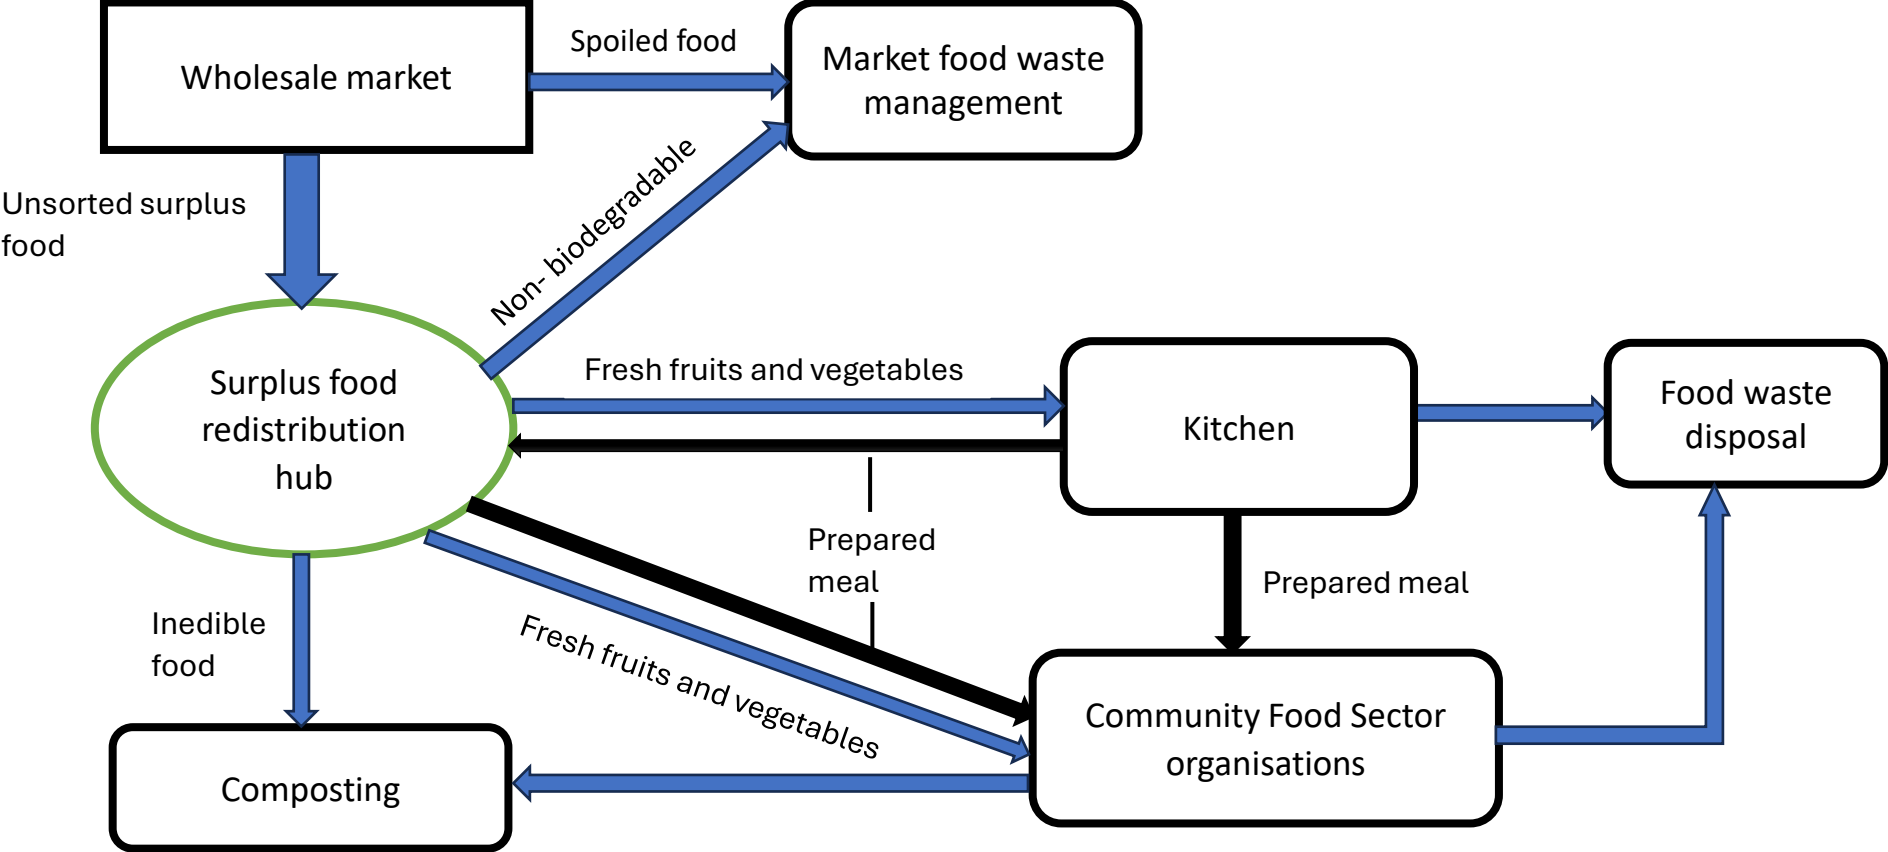 Wholesale market
Spoiled food
Market food waste
management
Unsorted surplus
food
Non- biodegradable
Surplus food
redistribution
hub
Fresh fruits and vegetables
Kitchen
Food waste
disposal
Prepared
meal
Prepared meal
Inedible
food
Fresh fruits and vegetables
Community Food Sector
organisations
Composting